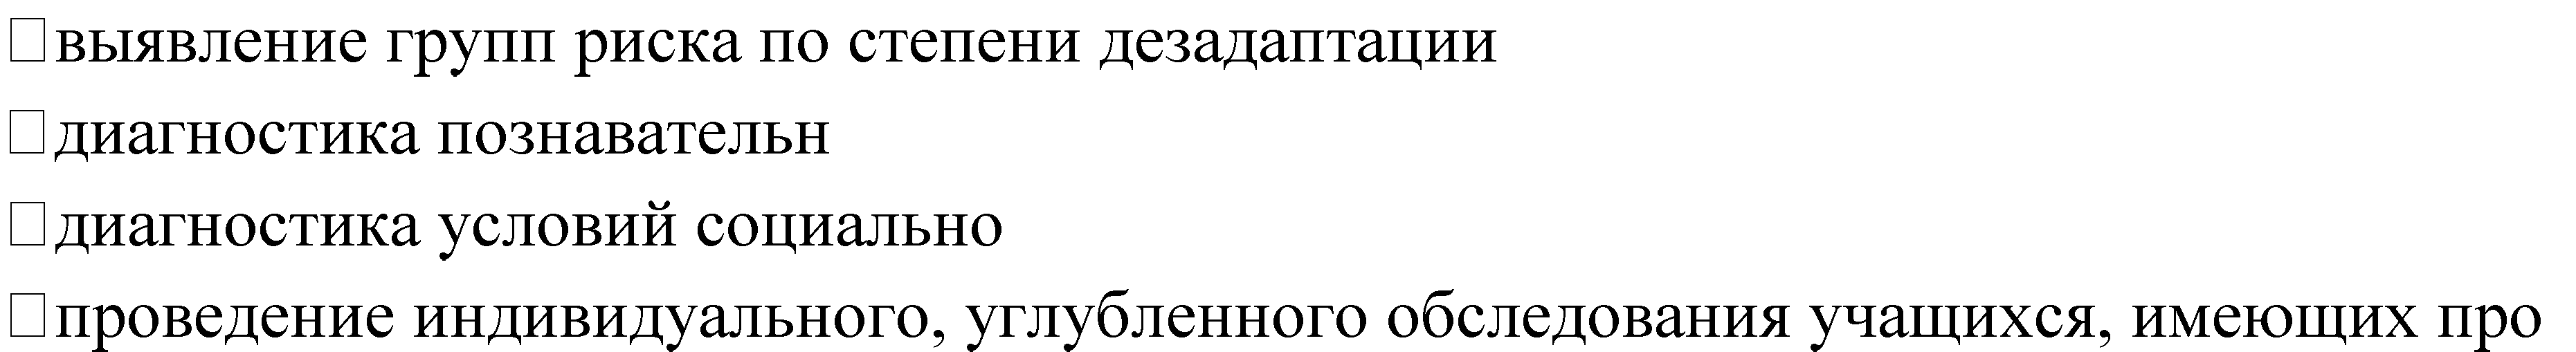 □выявление групп риска по степени дезадаптации
□диагностика познавательн
□диагностика условий социально
□проведение индивидуального, углубленного обследования учащихся, имеющих про